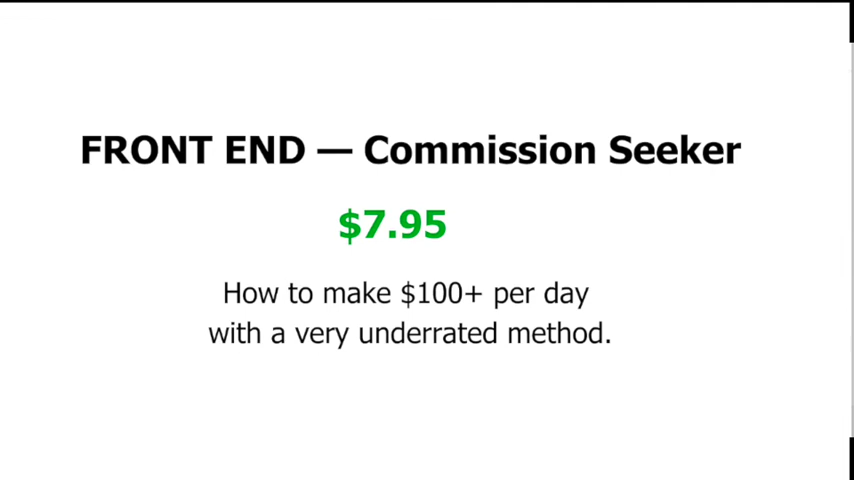 FRONT END — Commission Seeker
$7.95
How to make $100+ per day
with a very underrated method.